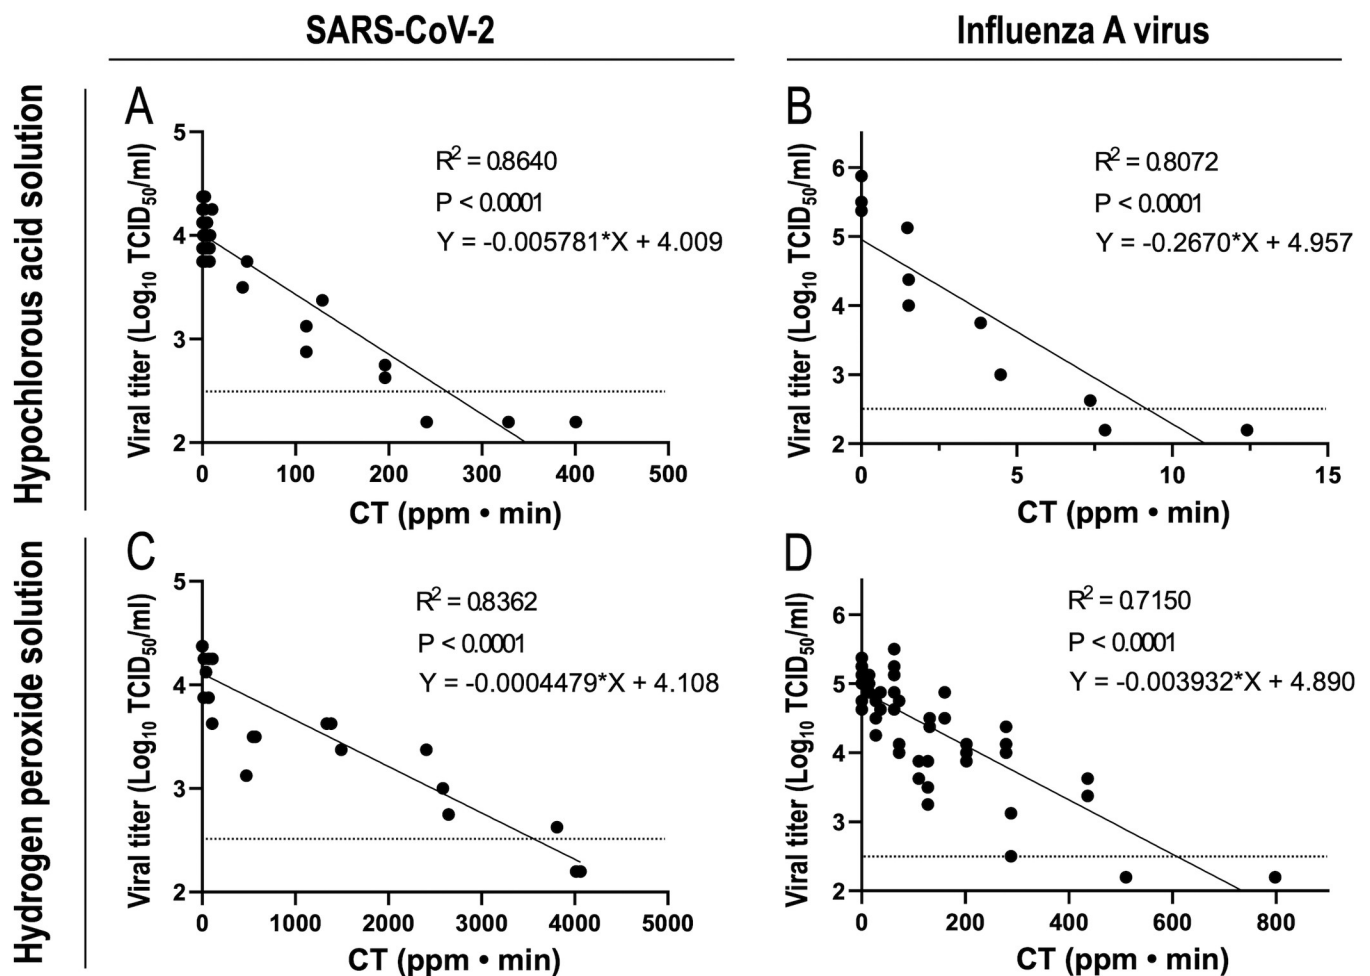 SARS-CoV-2
Influenza A virus
Hypochlorous acid solution
A
Viral titer (Log₁₀ TCID₅₀/ml)
5
4
3
2
R² = 0.8640
P < 0.0001
Y = -0.005781*X + 4.009
0 100 200 300 400 500
CT (ppm • min)
B
Viral titer (Log₁₀ TCID₅₀/ml)
6
5
4
3
2
R² = 0.8072
P < 0.0001
Y = -0.2670*X + 4.957
0 5 10 15
CT (ppm • min)
Hydrogen peroxide solution
C
Viral titer (Log₁₀ TCID₅₀/ml)
5
4
3
2
R² = 0.8362
P < 0.0001
Y = -0.0004479*X + 4.108
0 1000 2000 3000 4000 5000
CT (ppm • min)
D
Viral titer (Log₁₀ TCID₅₀/ml)
6
5
4
3
2
R² = 0.7150
P < 0.0001
Y = -0.003932*X + 4.890
0 200 400 600 800
CT (ppm • min)